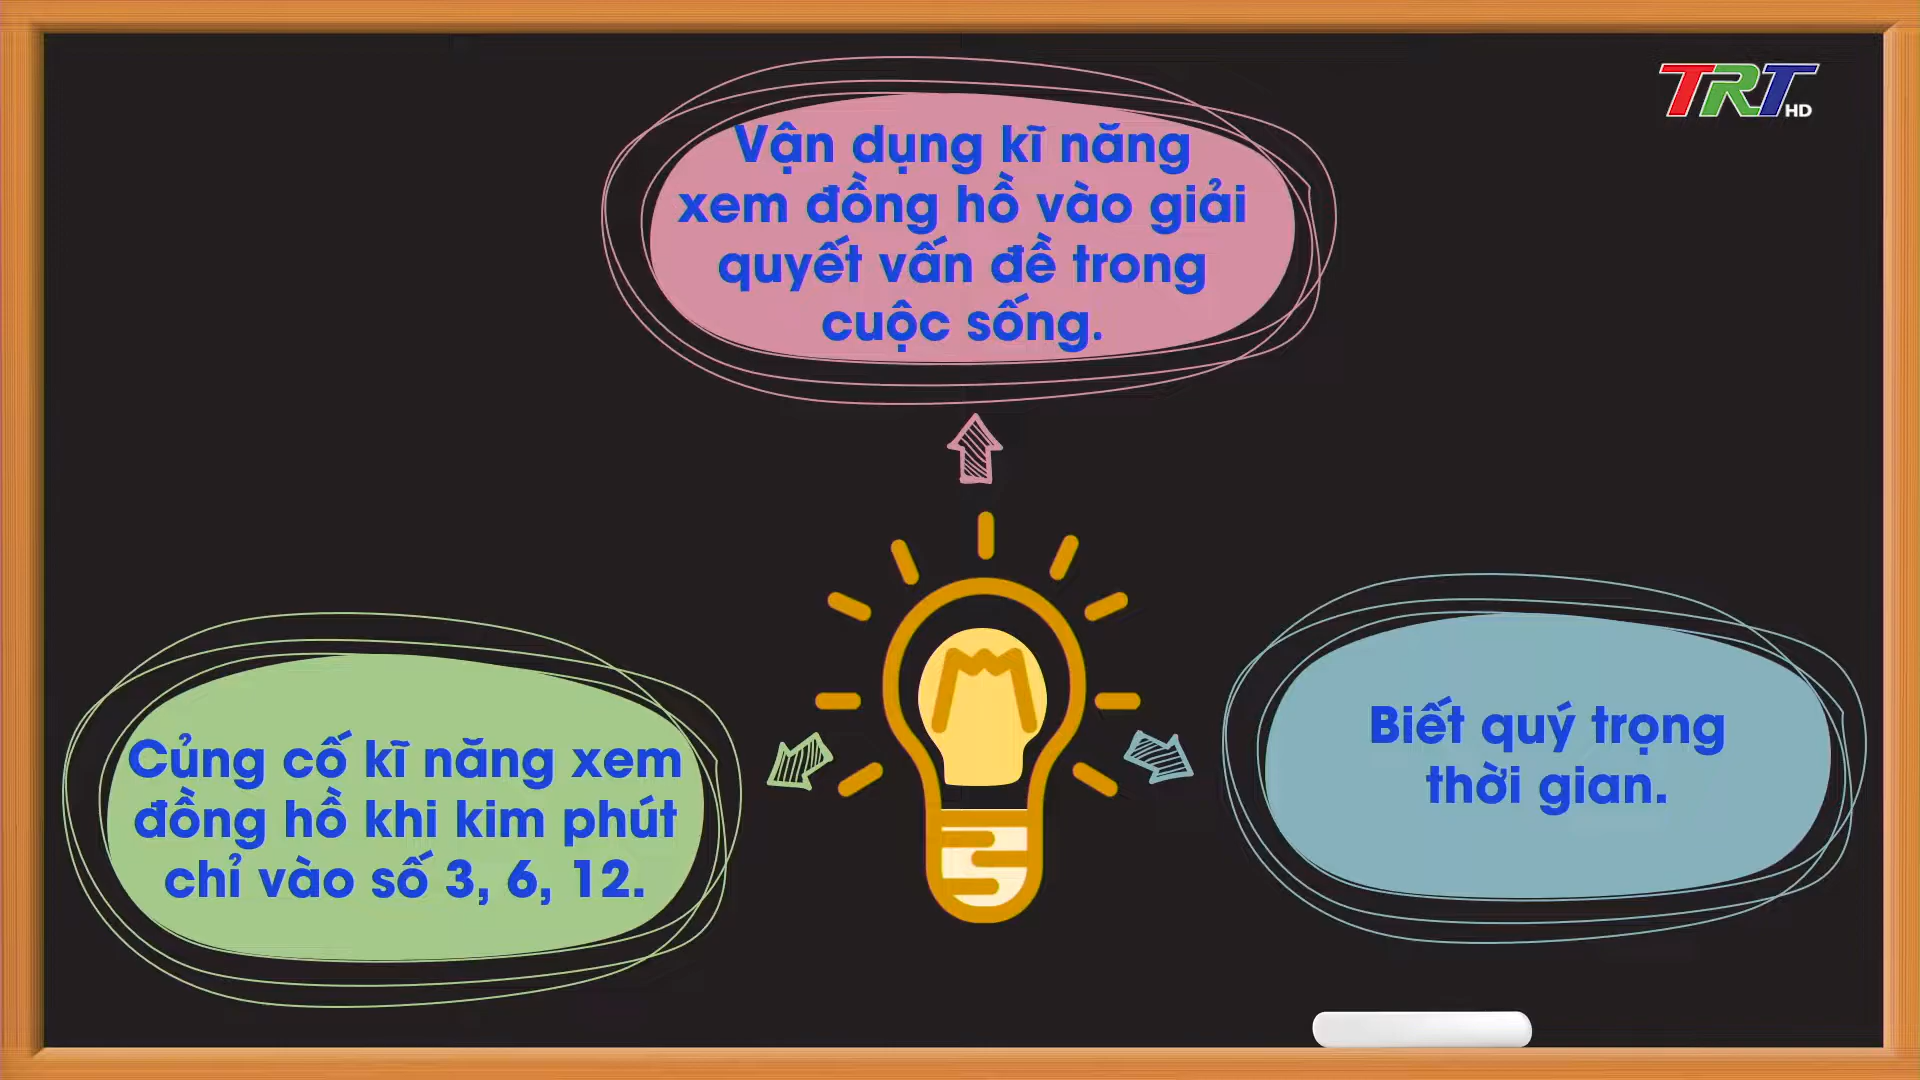 TRT HD
Vận dụng kĩ năng
xem đồng hồ vào giải
quyết vấn đề trong
cuộc sống.
Củng cố kĩ năng xem
đồng hồ khi kim phút
chỉ vào số 3, 6, 12.
Biết quý trọng
thời gian.